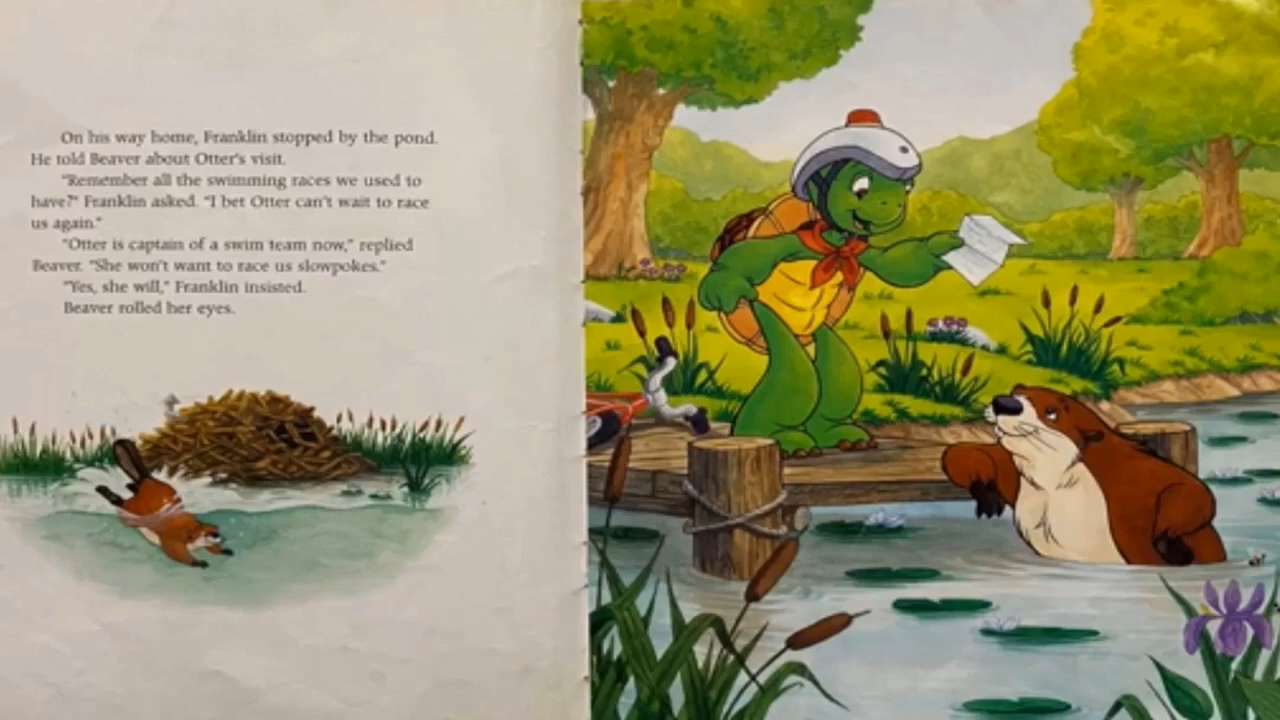 On his way home, Franklin stopped by the pond.
He told Beaver about Otter's visit.
"Remember all the swimming races we used to
have?" Franklin asked. "I bet Otter can't wait to race
us again."
"Otter is captain of a swim team now," replied
Beaver. "She won't want to race us slowpokes."
"Yes, she will," Franklin insisted.
Beaver rolled her eyes.